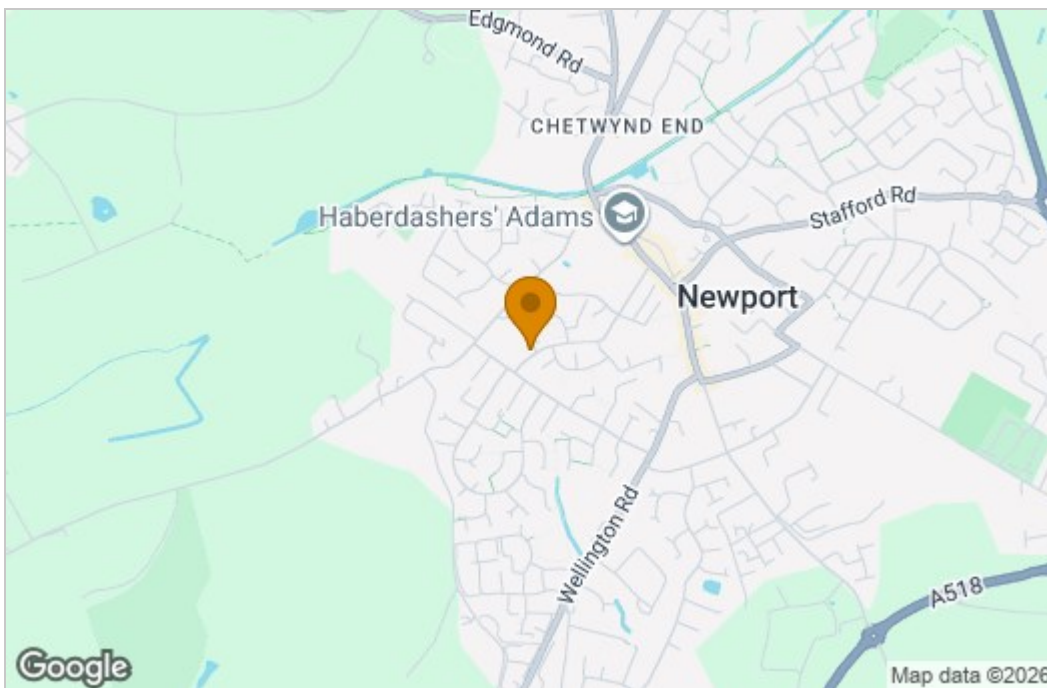 Edgmond Rd
CHETWYND END
Haberdashers' Adams
Stafford Rd
Newport
Wellington Rd
A518
Google
Map data ©2026